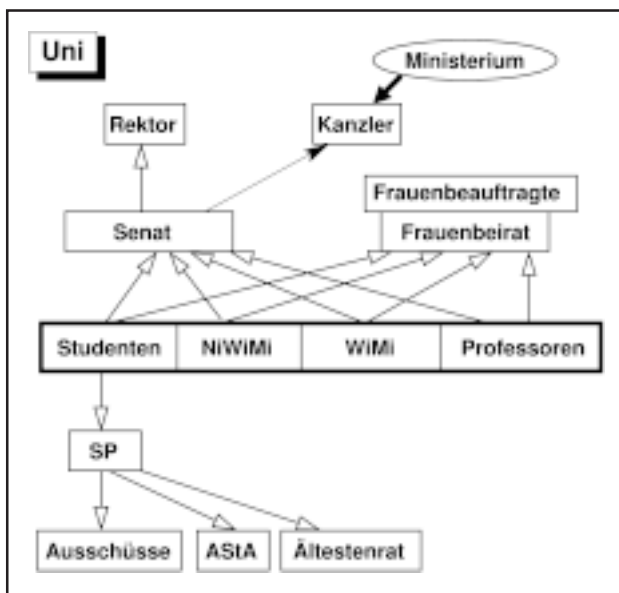 Uni
Ministerium
Rektor
Kanzler
Frauenbeauftragte
Senat
Frauenbeirat
Studenten
NiWiMi
WiMi
Professoren
SP
Ausschüsse
AStA
Ältestenrat